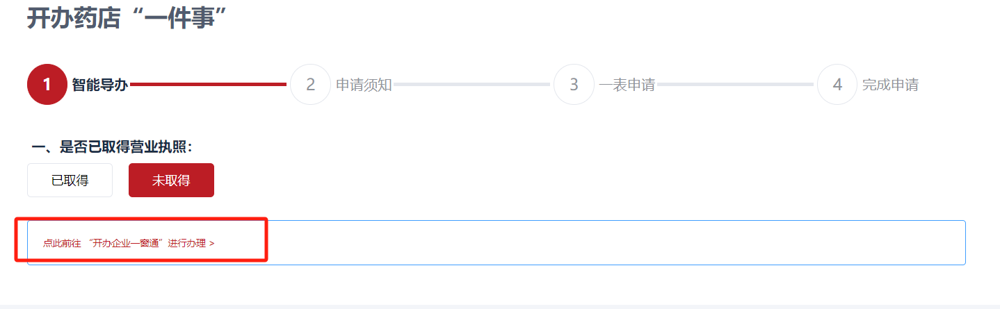 开办药店“一件事”
1 智能导办 2 申请须知 3 一表申请 4 完成申请
一、是否已取得营业执照：
已取得 未取得
点此前往 “开办企业一窗通”进行办理 >